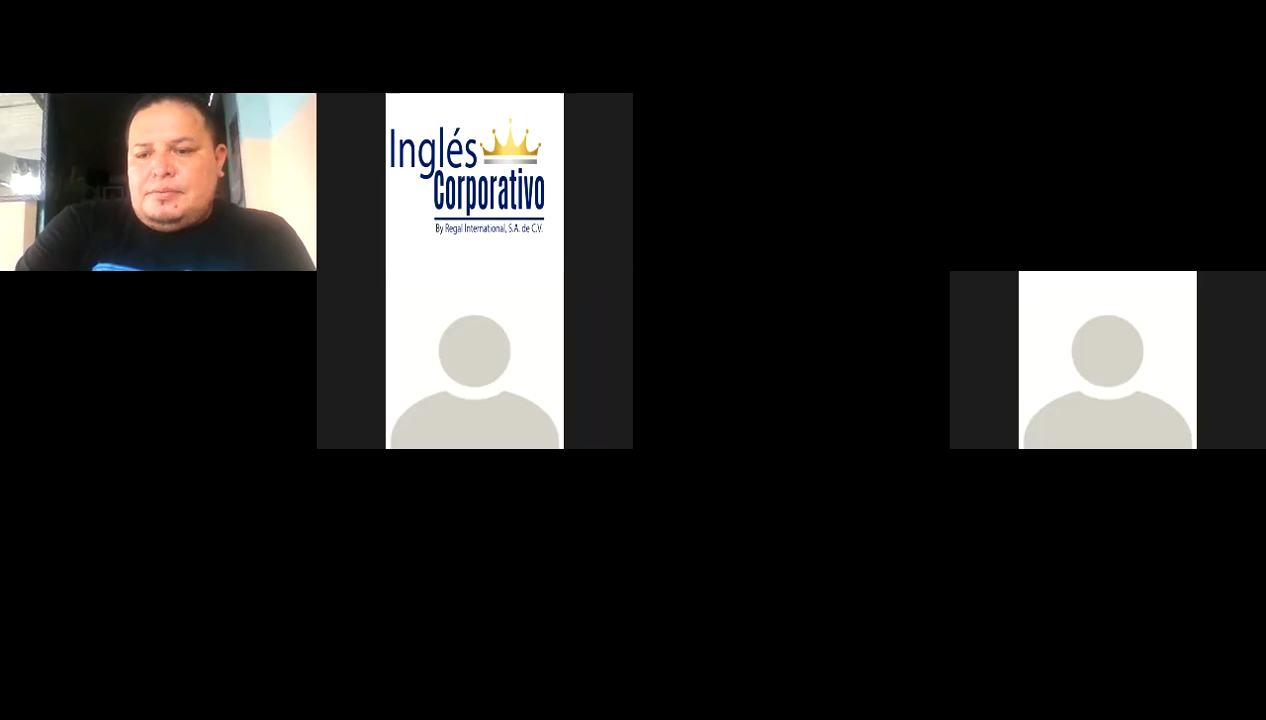 Inglés
Corporativo
By Regal International, S.A. de C.V.